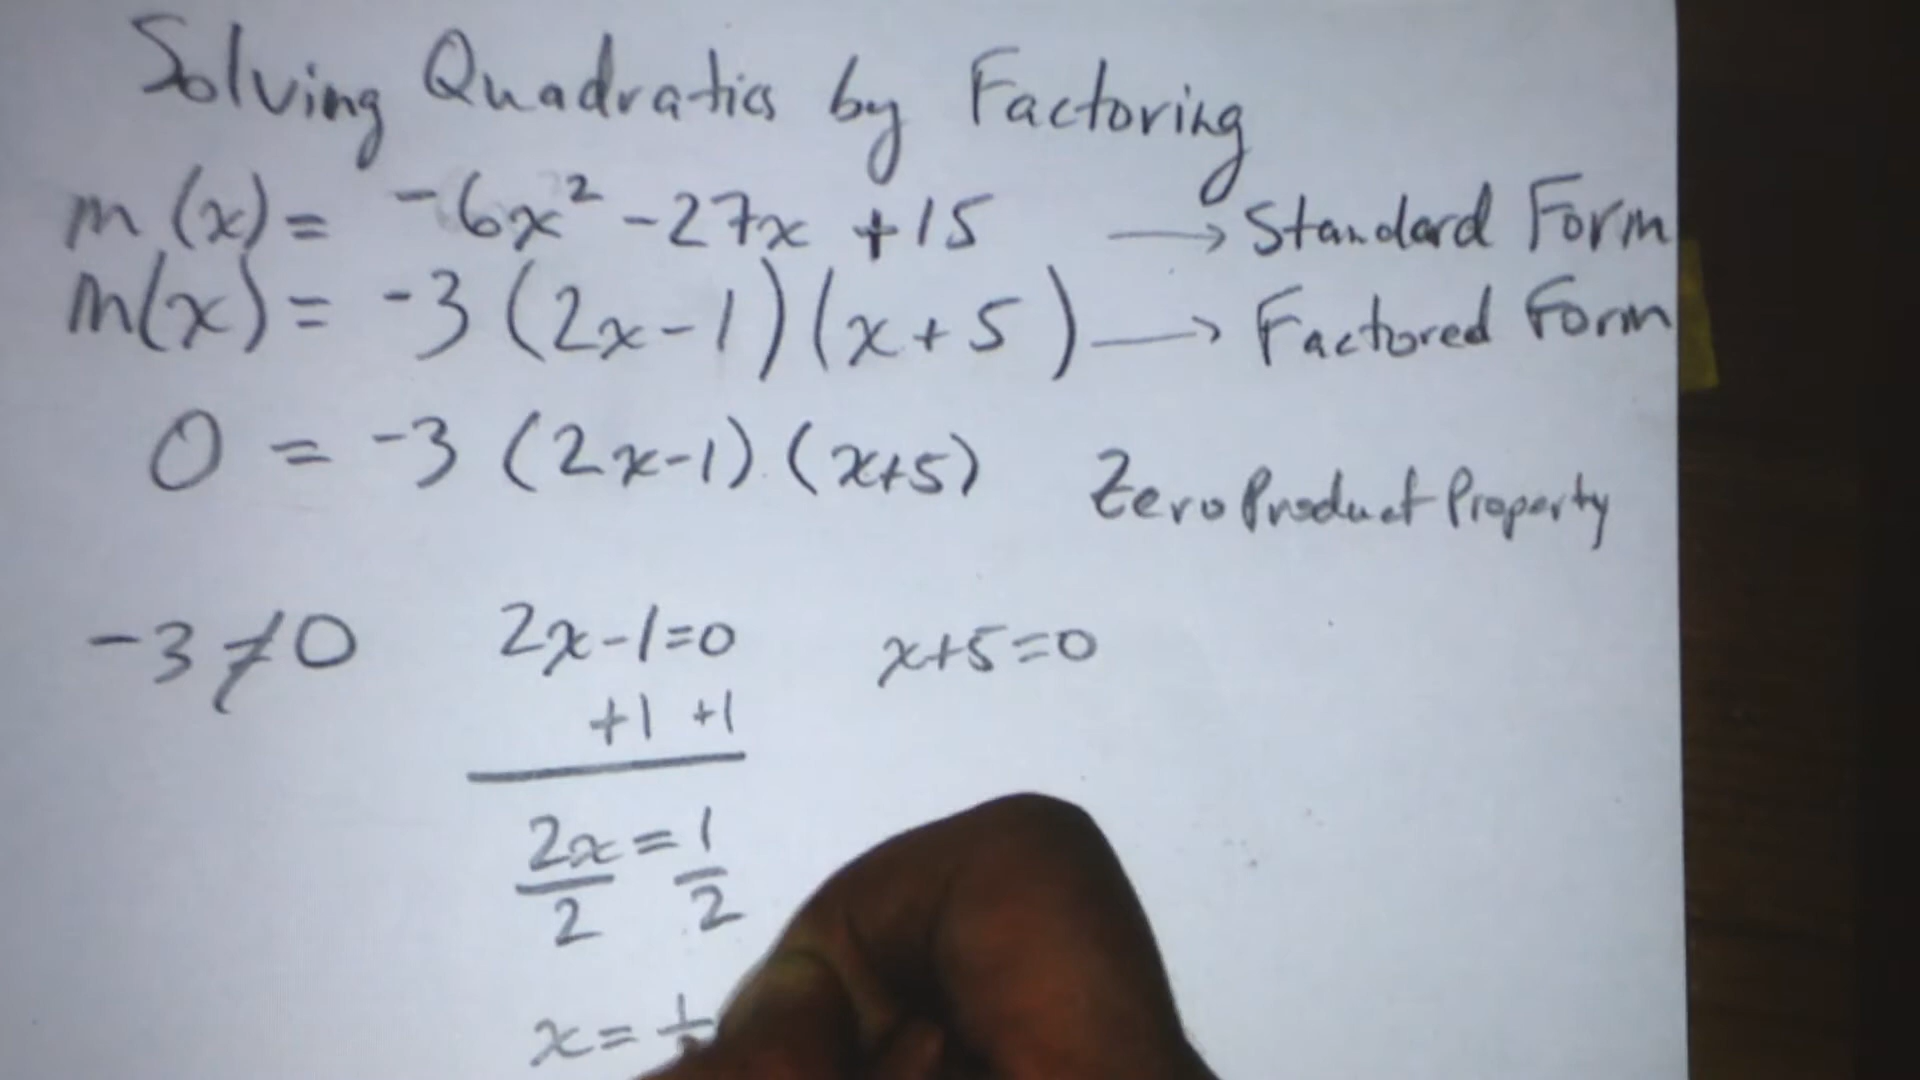 Solving Quadratics by Factoring
m(x) = -6x² -27x +15 → Standard Form
m(x) = -3(2x-1)(x+5) → Factored Form
0 = -3(2x-1)(x+5) Zero Product Property
-3≠0 2x-1=0 x+5=0
+1 +1
2x/2 = 1/2
x = 1/